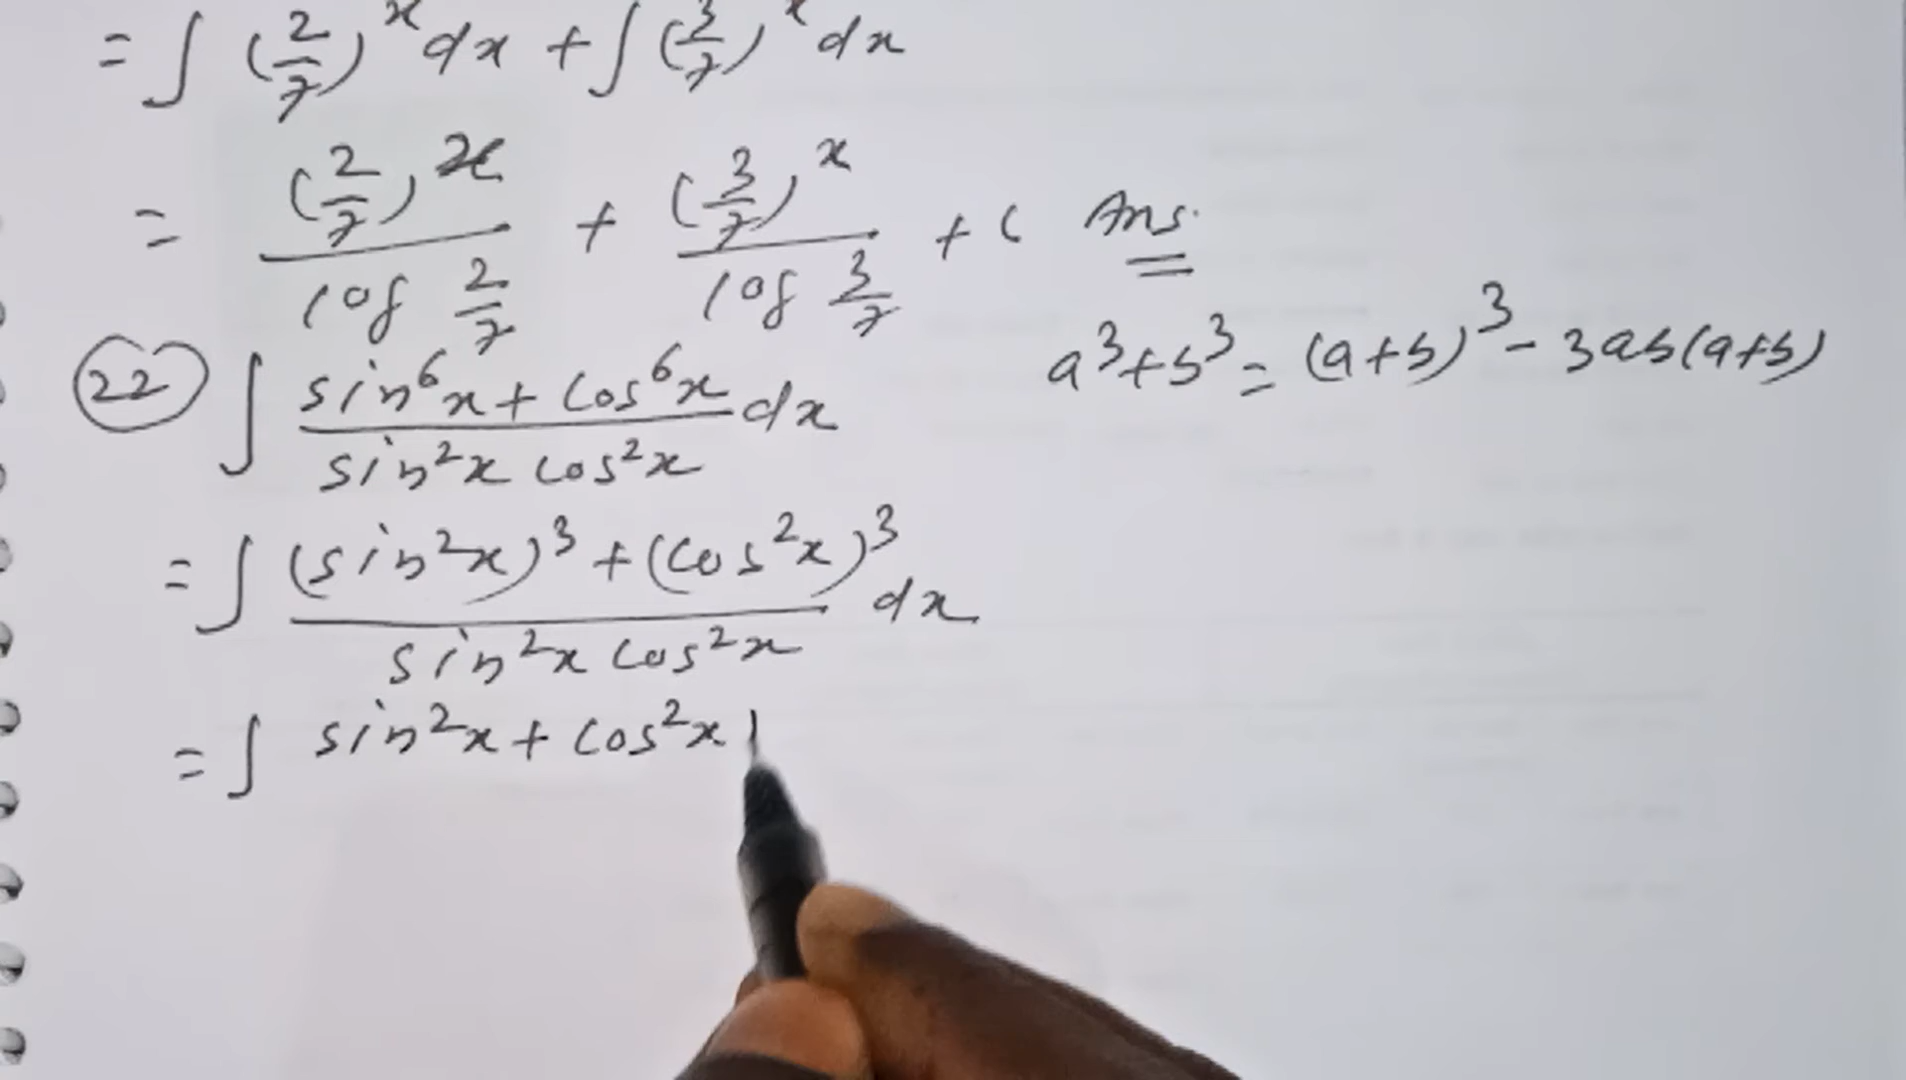 = ∫ (2/7)^x dx + ∫ (3/7)^x dx
= (2/7)^x / log 2/7 + (3/7)^x / log 3/7 + C Ans.
(22) ∫ sin⁶x + cos⁶x / sin²x cos²x dx
a³+b³ = (a+b)³ - 3ab(a+b)
= ∫ (sin²x)³ + (cos²x)³ / sin²x cos²x dx
= ∫ sin²x + cos²x